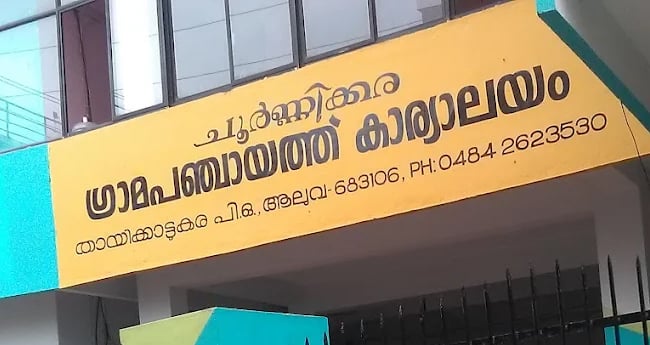 ചൂർണ്ണിക്കര
ഗ്രാമപഞ്ചായത്ത് കാര്യാലയം
തായിക്കാട്ടുകര പി.ഒ., ആലുവ-683106, PH:0484 2623530